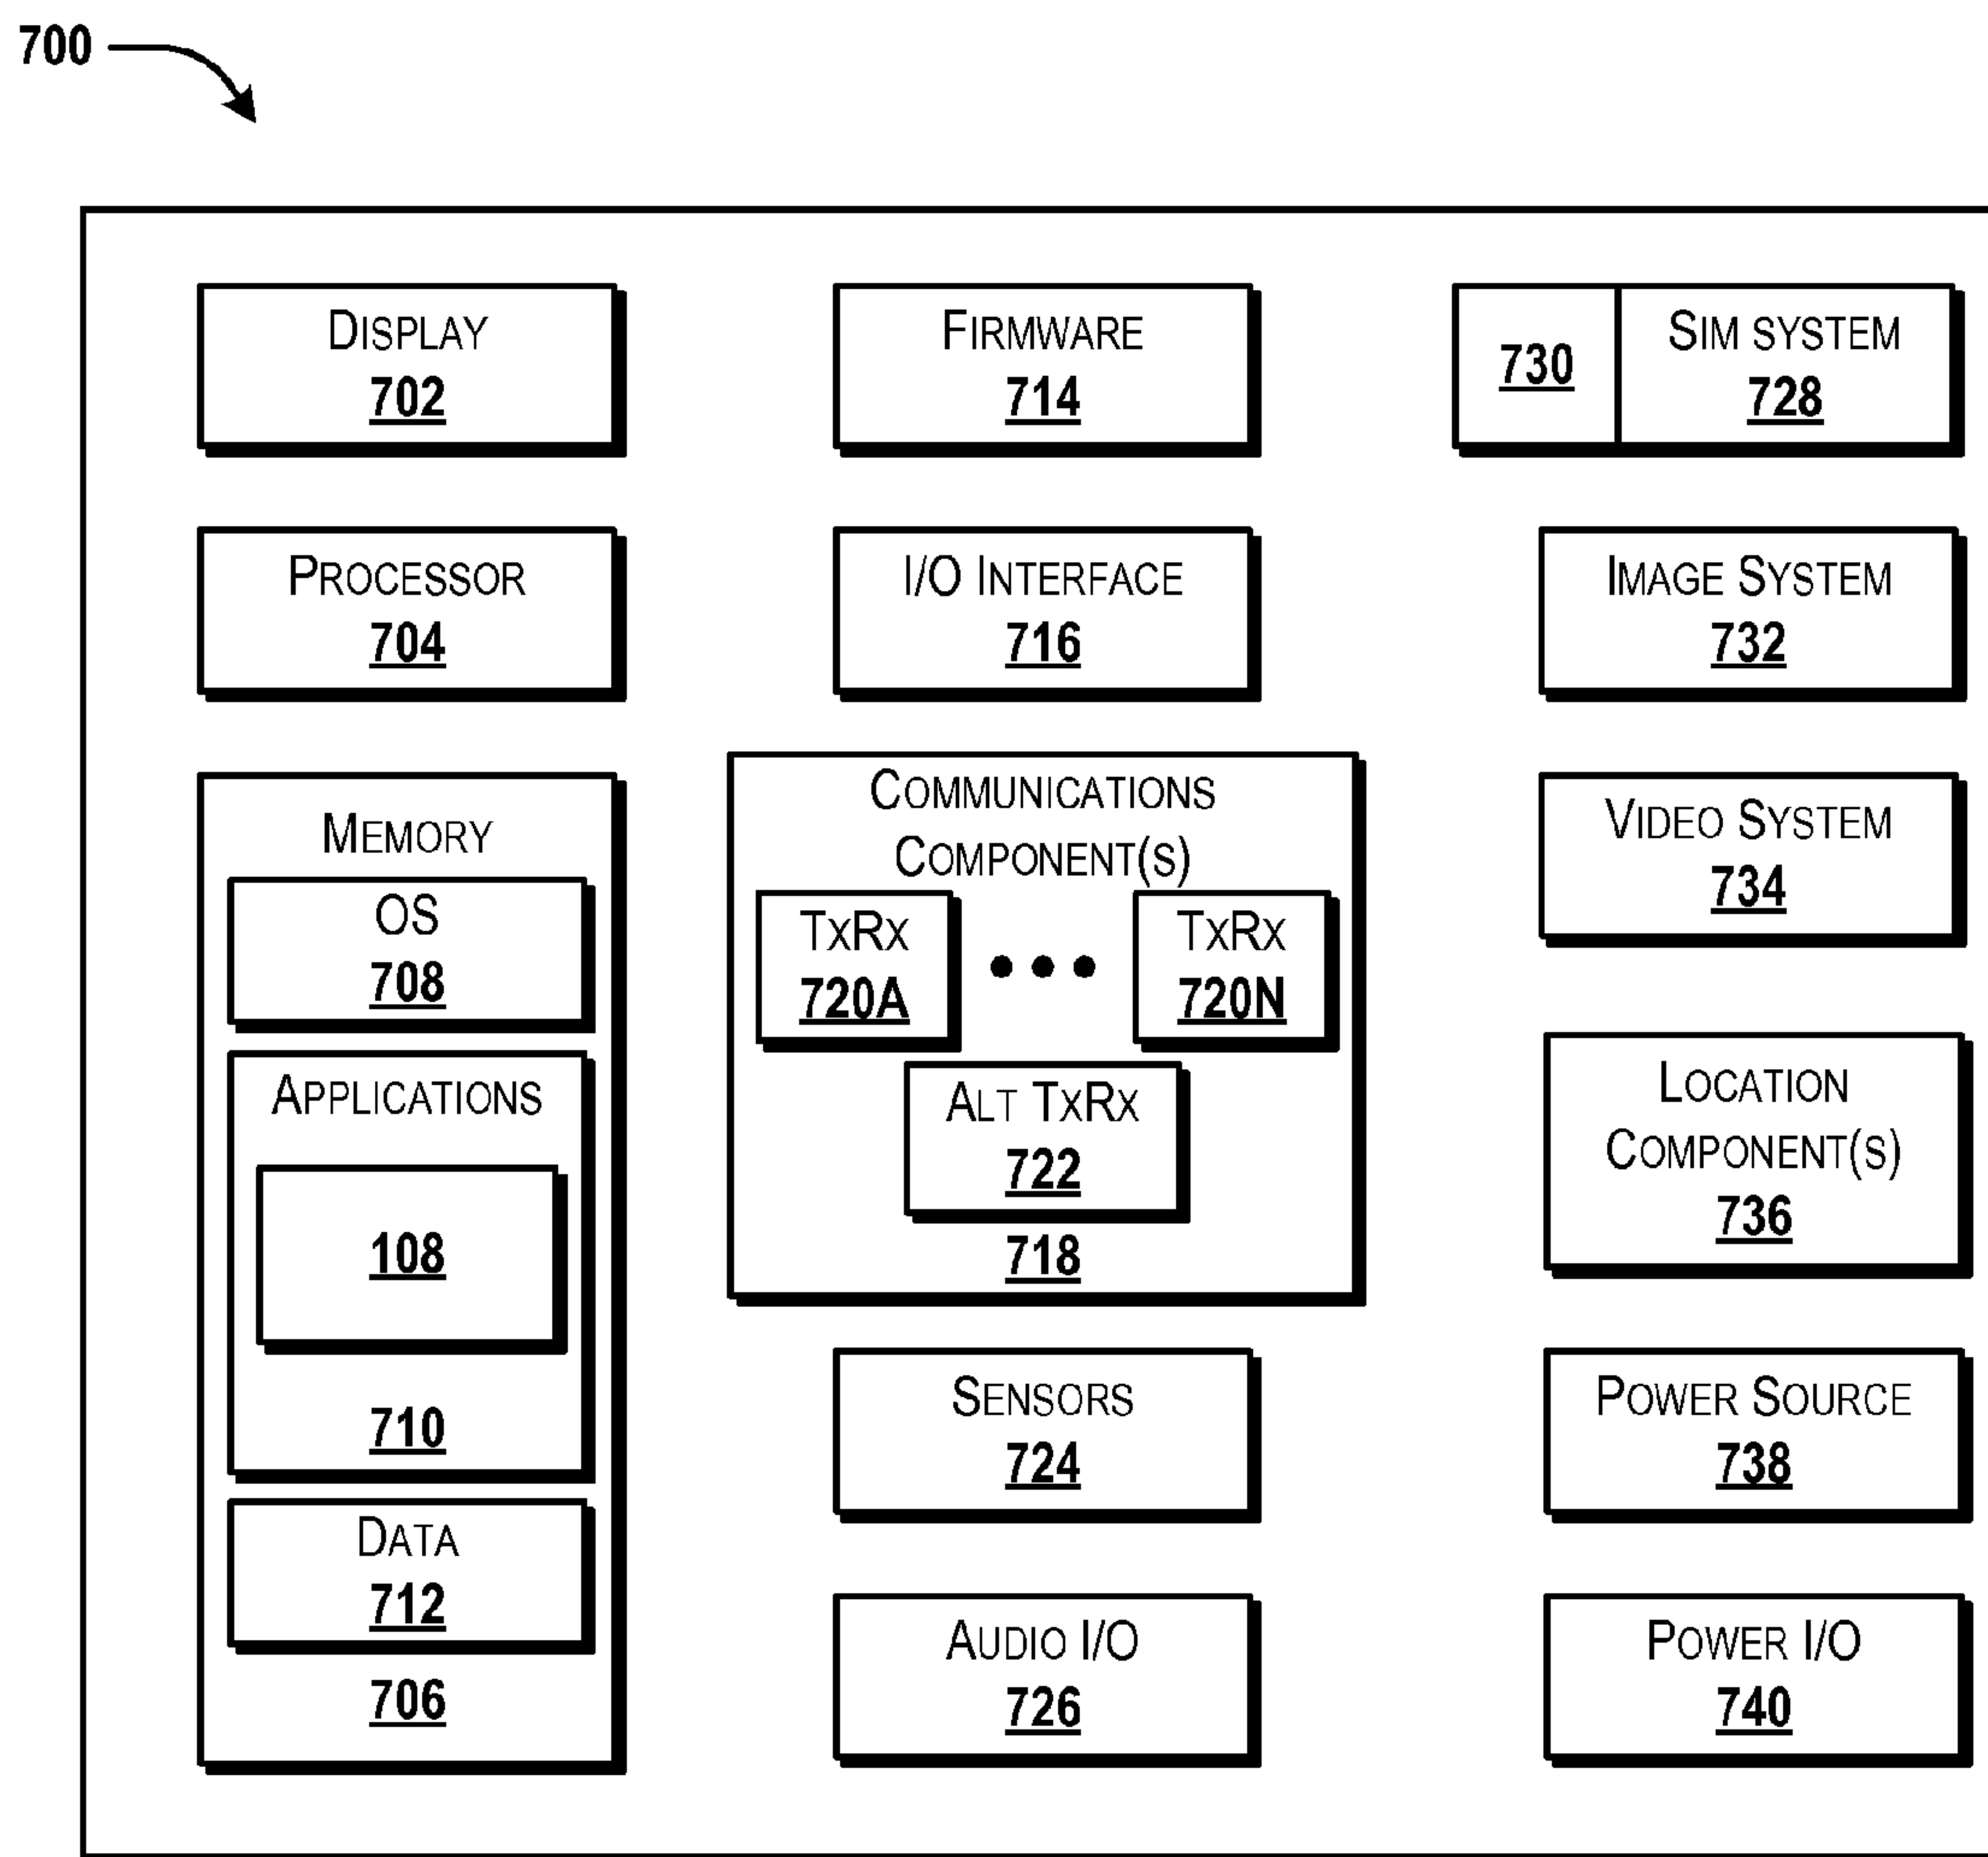 700
DISPLAY
702
PROCESSOR
704
MEMORY
OS
708
APPLICATIONS
108
710
DATA
712
706
FIRMWARE
714
I/O INTERFACE
716
COMMUNICATIONS
COMPONENT(S)
TXRX
720A
TXRX
720N
ALT TXRX
722
718
SENSORS
724
AUDIO I/O
726
730
SIM SYSTEM
728
IMAGE SYSTEM
732
VIDEO SYSTEM
734
LOCATION
COMPONENT(S)
736
POWER SOURCE
738
POWER I/O
740